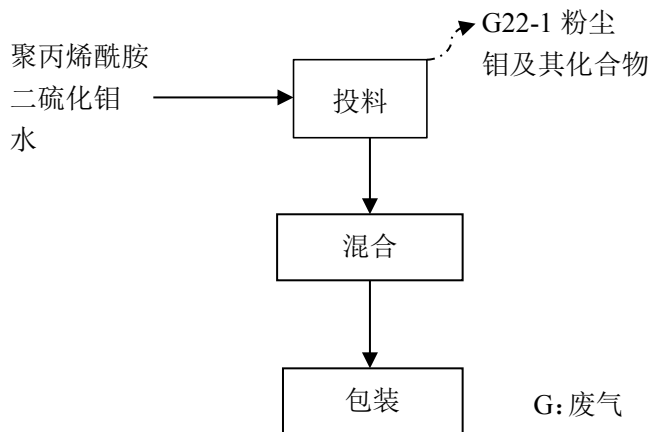 G22-1 粉尘
钼及其化合物
聚丙烯酰胺
二硫化钼
水
投料
混合
包装
G:废气